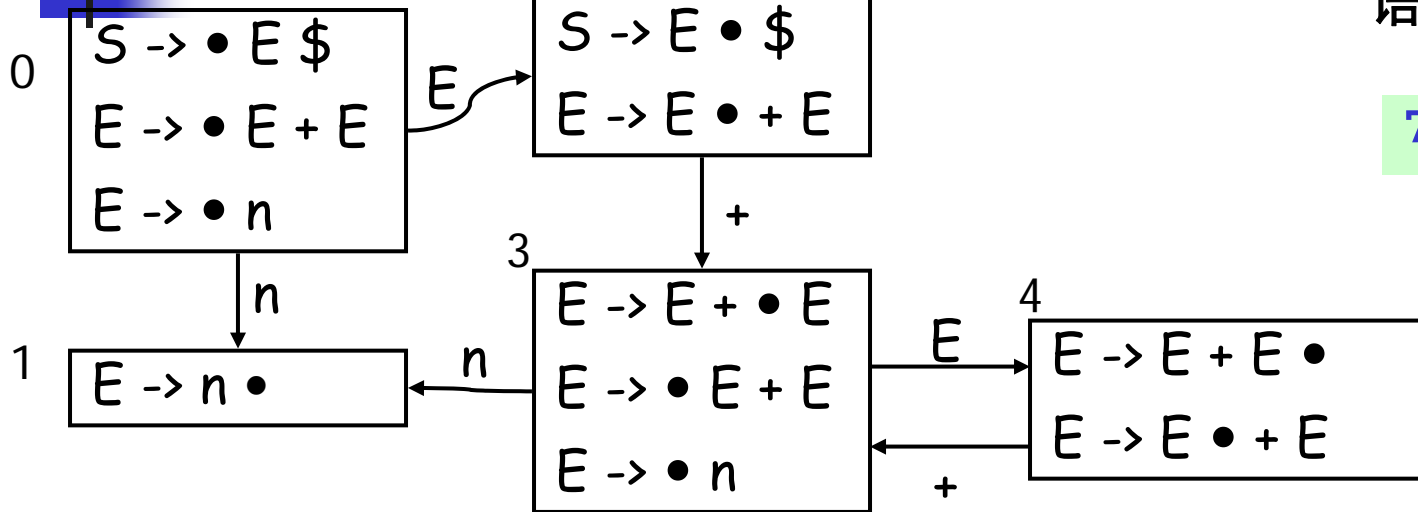 0
S -> ● E $
E -> ● E + E
E -> ● n
E
S -> E ● $
E -> E ● + E
n
+
1
E -> n ●
n
3
E -> E + ● E
E -> ● E + E
E -> ● n
E
+
4
E -> E + E ●
E -> E ● + E